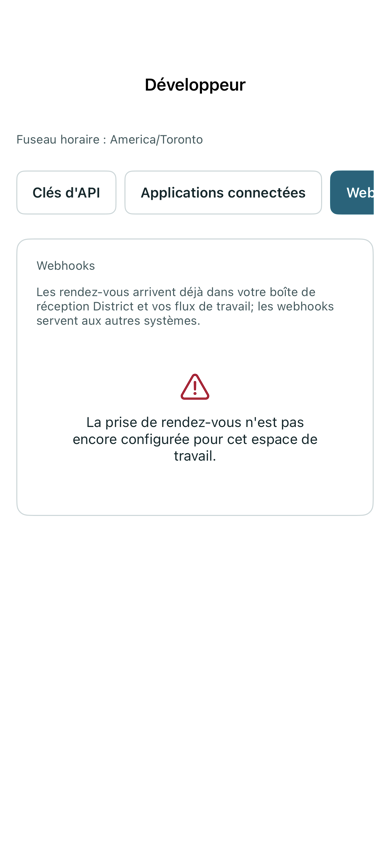 Développeur
Fuseau horaire : America/Toronto
Clés d'API
Applications connectées
Web
Webhooks
Les rendez-vous arrivent déjà dans votre boîte de
réception District et vos flux de travail; les webhooks
servent aux autres systèmes.
La prise de rendez-vous n'est pas
encore configurée pour cet espace de
travail.